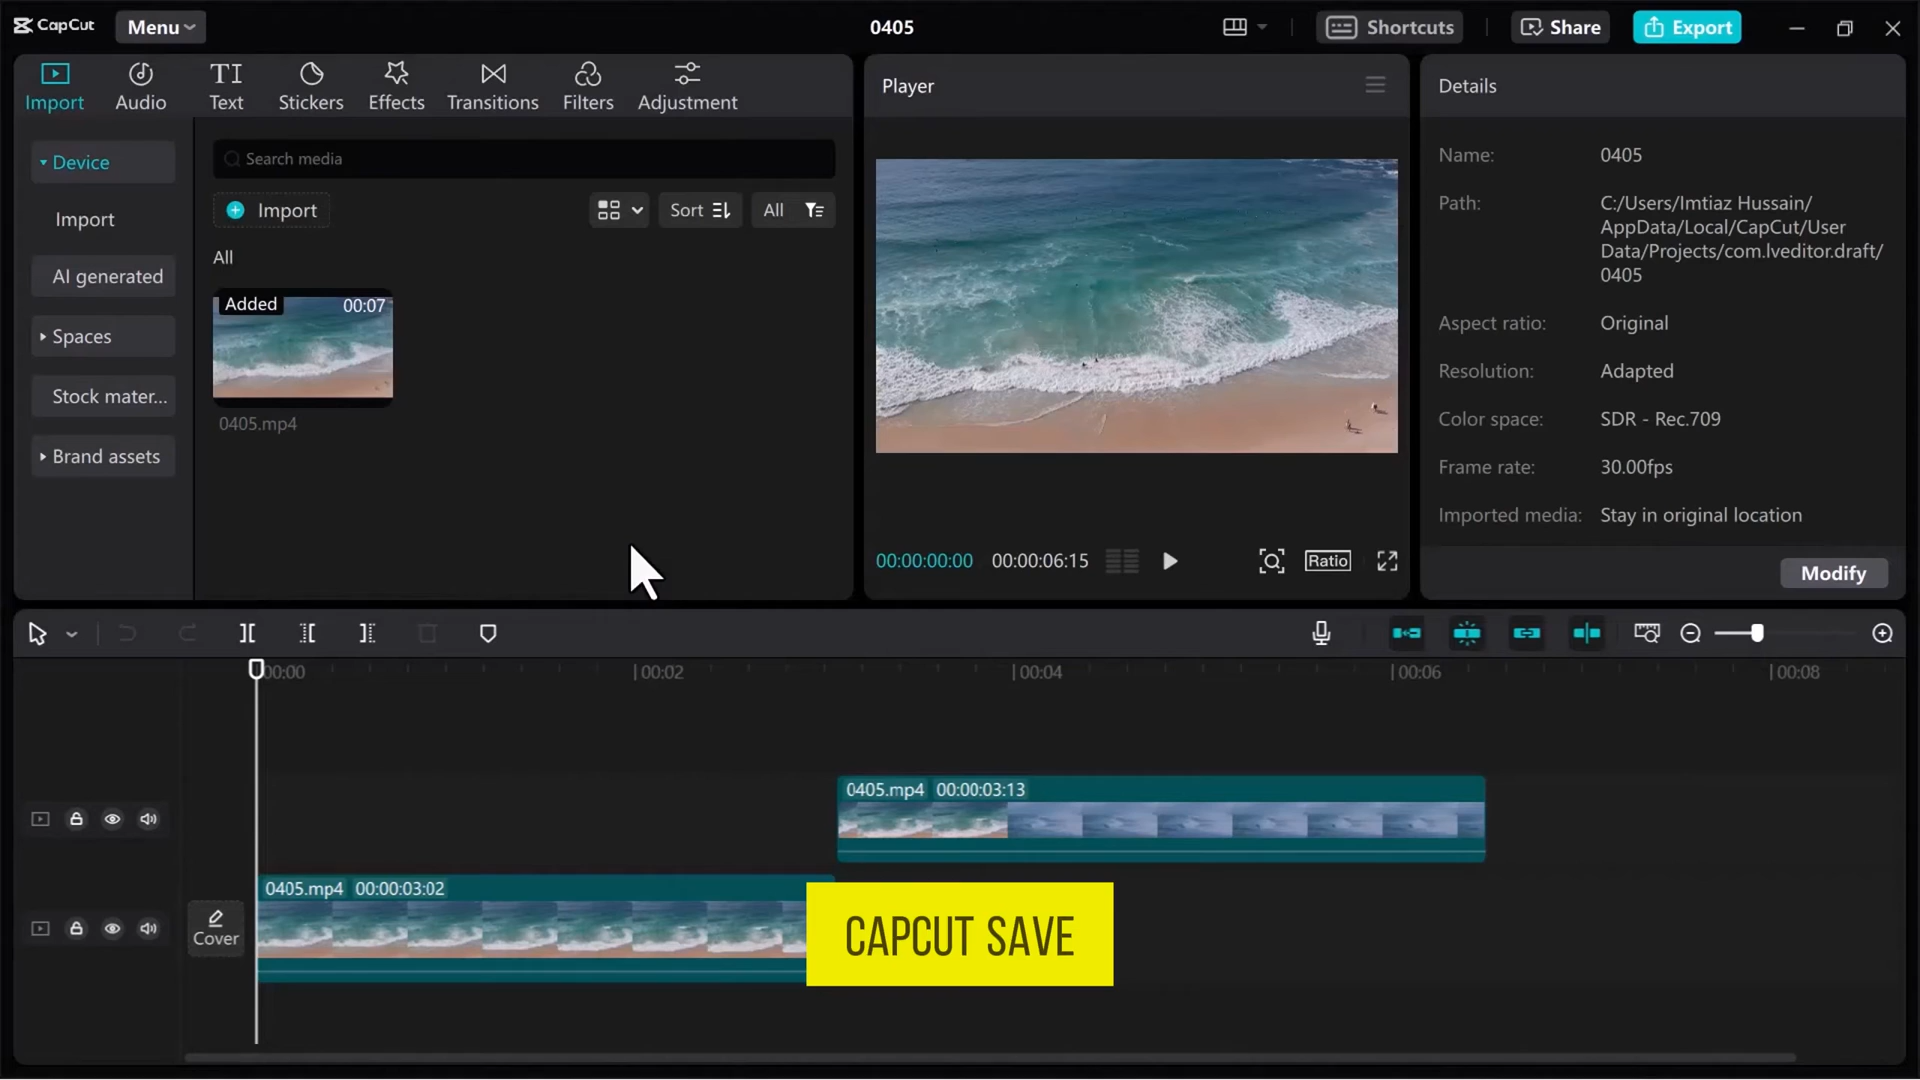 CapCut
Menu
0405
Shortcuts
Share
Export
Import
Audio
TI
Text
Stickers
Effects
Transitions
Filters
Adjustment
Device
Import
AI generated
Spaces
Stock mater...
Brand assets
Search media
Import
Sort
All
All
Added 00:07
0405.mp4
Player
00:00:00:00 00:00:06:15
Ratio
Details
Name: 0405
Path: C:/Users/Imtiaz Hussain/
AppData/Local/CapCut/User
Data/Projects/com.lveditor.draft/
0405
Aspect ratio: Original
Resolution: Adapted
Color space: SDR - Rec.709
Frame rate: 30.00fps
Imported media: Stay in original location
Modify
00:00 00:02 00:04 00:06 00:08
0405.mp4 00:00:03:13
0405.mp4 00:00:03:02
Cover
CAPCUT SAVE